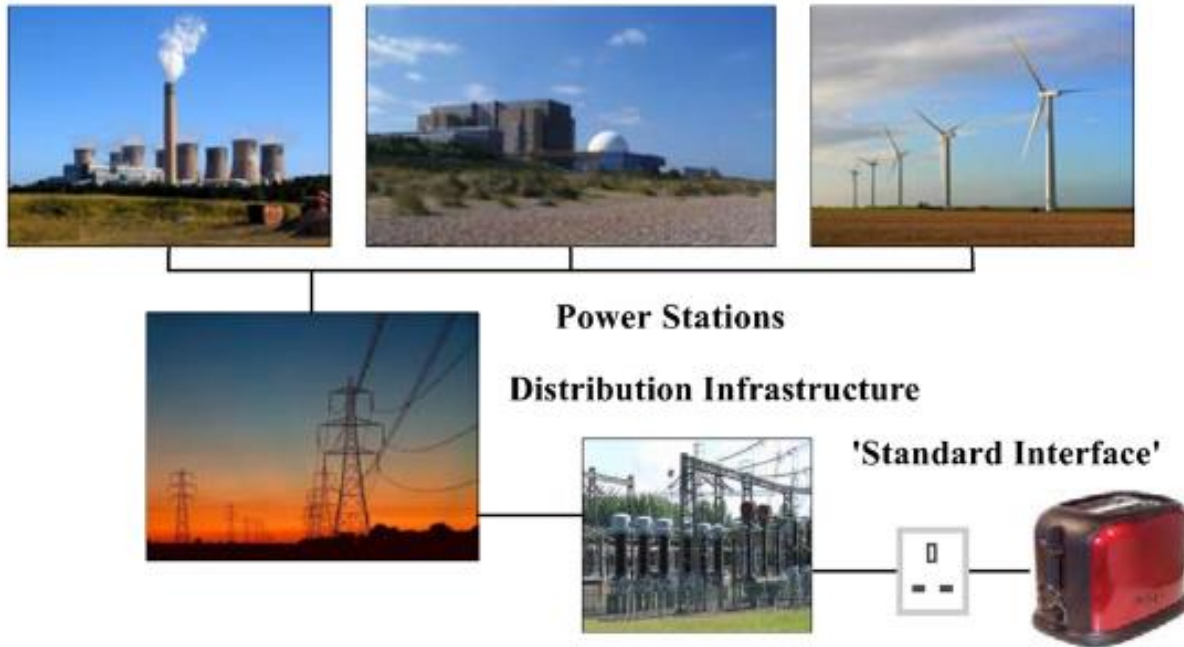 Power Stations
Distribution Infrastructure
'Standard Interface'